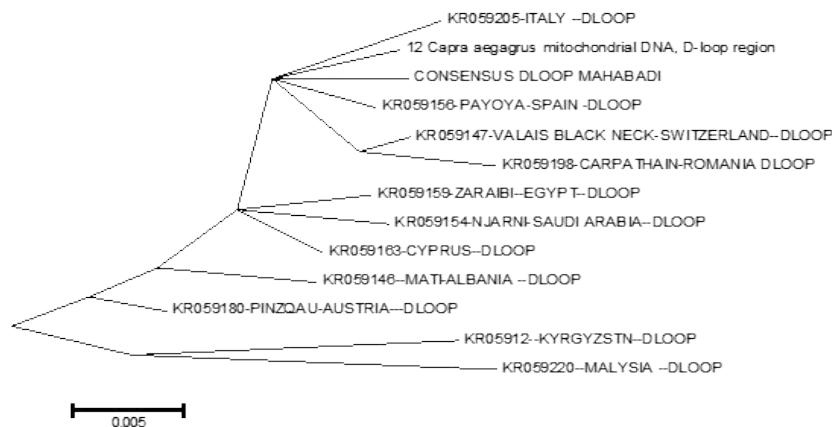 KR059205-ITALY --DLOOP
12 Capra aegagrus mitochondrial DNA, D-loop region
CONSENSUS DLOOP MAHABADI
KR059156-PAYOYA-SPAIN -DLOOP
KR059147-VALAIS BLACK NECK-SWITZERLAND--DLOOP
KR059198-CARPATHAIN-ROMANIA DLOOP
KR059159-ZARAIBI--EGYPT--DLOOP
KR059154-NJARNI-SAUDI ARABIA--DLOOP
KR059163-CYPRUS--DLOOP
KR059146--MATI-ALBANIA --DLOOP
KR059180-PINZQAU-AUSTRIA---DLOOP
KR05912--KYRGYZSTN--DLOOP
KR059220--MALYSIA --DLOOP
0.005